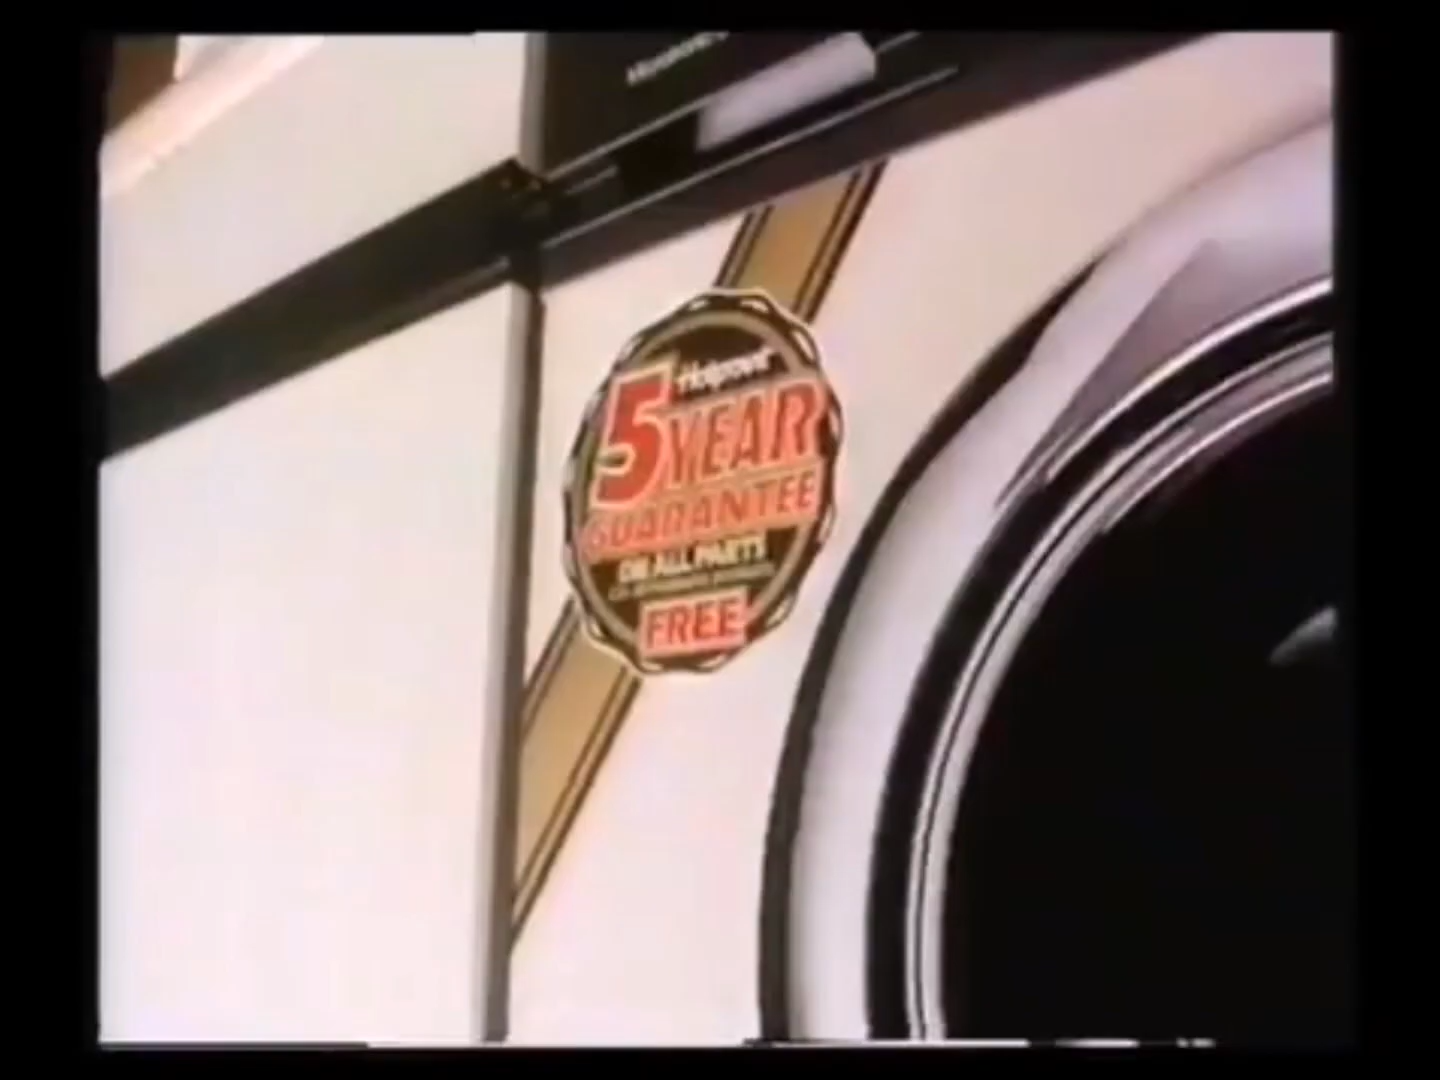 Hotpoint
5 YEAR
GUARANTEE
ON ALL PARTS
FREE